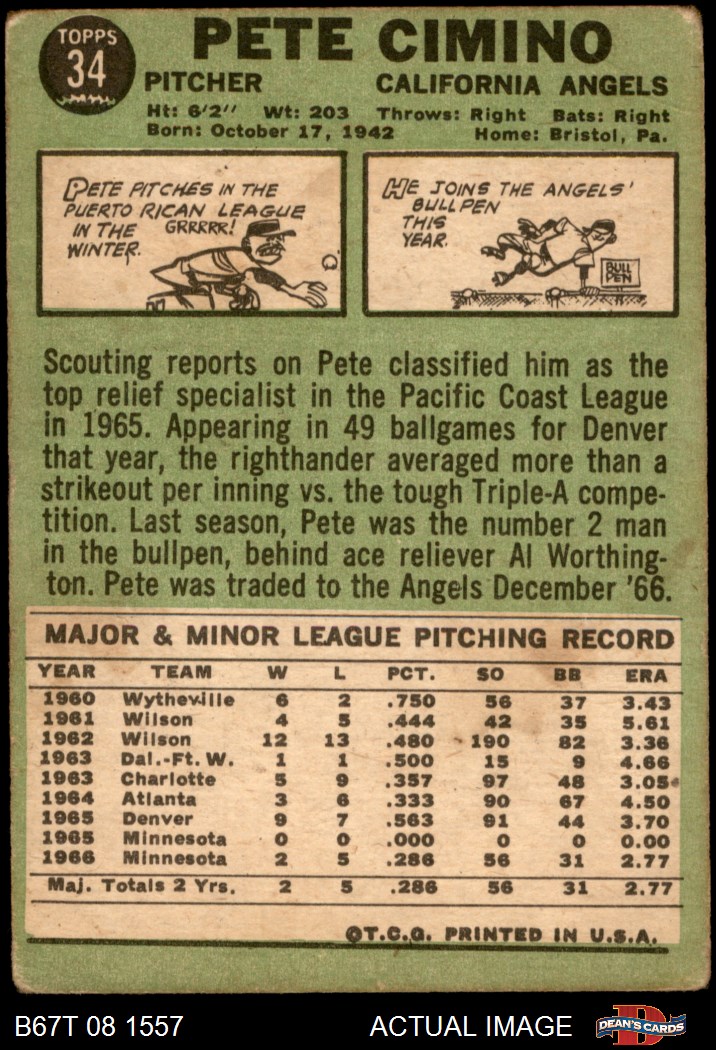 TOPPS
34
PETE CIMINO
PITCHER CALIFORNIA ANGELS
Ht: 6'2" Wt: 203 Throws: Right Bats: Right
Born: October 17, 1942 Home: Bristol, Pa.
PETE PITCHES IN THE
PUERTO RICAN LEAGUE
IN THE GRRRRR!
WINTER.
HE JOINS THE ANGELS'
BULLPEN
THIS
YEAR.
BULL
PEN
Scouting reports on Pete classified him as the
top relief specialist in the Pacific Coast League
in 1965. Appearing in 49 ballgames for Denver
that year, the righthander averaged more than a
strikeout per inning vs. the tough Triple-A compe-
tition. Last season, Pete was the number 2 man
in the bullpen, behind ace reliever Al Worthing-
ton. Pete was traded to the Angels December '66.
MAJOR & MINOR LEAGUE PITCHING RECORD
YEAR TEAM W L PCT. SO BB ERA
1960 Wytheville 6 2 .750 56 37 3.43
1961 Wilson 4 5 .444 42 35 5.61
1962 Wilson 12 13 .480 190 82 3.36
1963 Dal.-Ft. W. 1 1 .500 15 9 4.66
1963 Charlotte 5 9 .357 97 48 3.05
1964 Atlanta 3 6 .333 90 67 4.50
1965 Denver 9 7 .563 91 44 3.70
1965 Minnesota 0 0 .000 0 0 0.00
1966 Minnesota 2 5 .286 56 31 2.77
Maj. Totals 2 Yrs. 2 5 .286 56 31 2.77
©T.C.G. PRINTED IN U.S.A.
B67T 08 1557 ACTUAL IMAGE DEAN'S CARDS